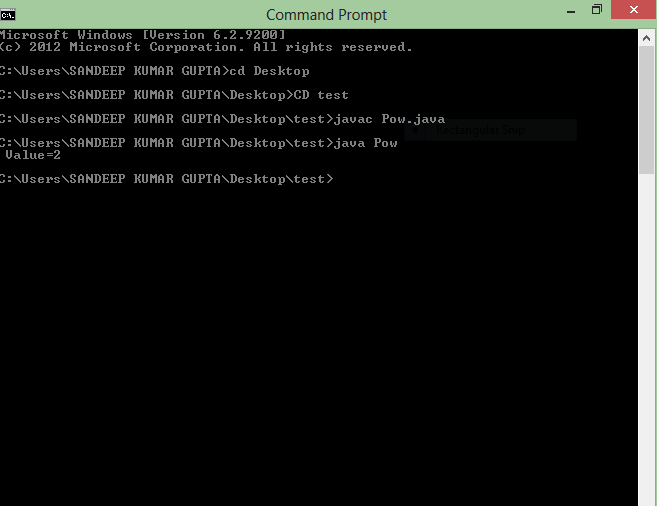 Command Prompt
Microsoft Windows [Version 6.2.9200]
(c) 2012 Microsoft Corporation. All rights reserved.
C:\Users\SANDEEP KUMAR GUPTA>cd Desktop
C:\Users\SANDEEP KUMAR GUPTA\Desktop>CD test
C:\Users\SANDEEP KUMAR GUPTA\Desktop\test>javac Pow.java
Rectangular Snip
C:\Users\SANDEEP KUMAR GUPTA\Desktop\test>java Pow
Value=2
C:\Users\SANDEEP KUMAR GUPTA\Desktop\test>